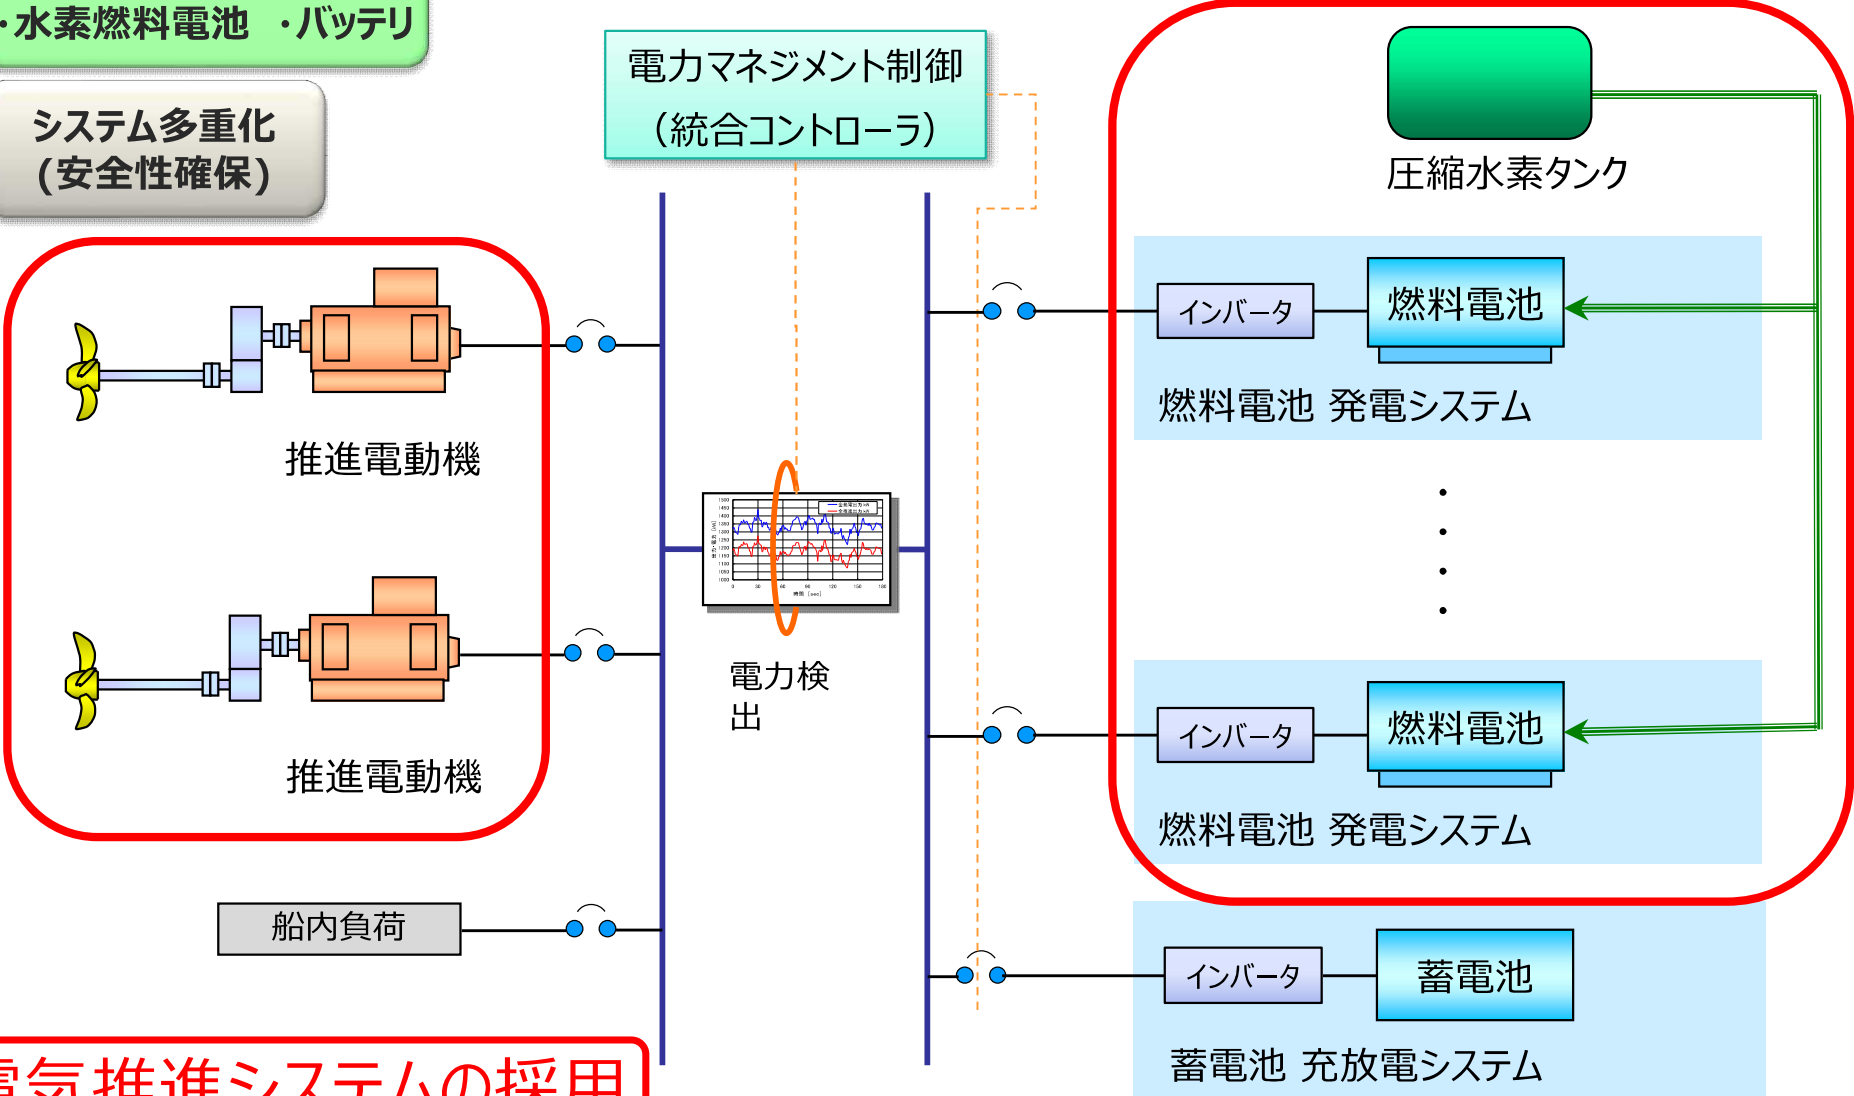 ・水素燃料電池 ・バッテリ
システム多重化
(安全性確保)
電力マネジメント制御
（統合コントローラ）
圧縮水素タンク
インバータ
燃料電池
燃料電池 発電システム
推進電動機
電力検
出
・
・
・
・
推進電動機
インバータ
燃料電池
燃料電池 発電システム
船内負荷
インバータ
蓄電池
蓄電池 充放電システム
電気推進システムの採用